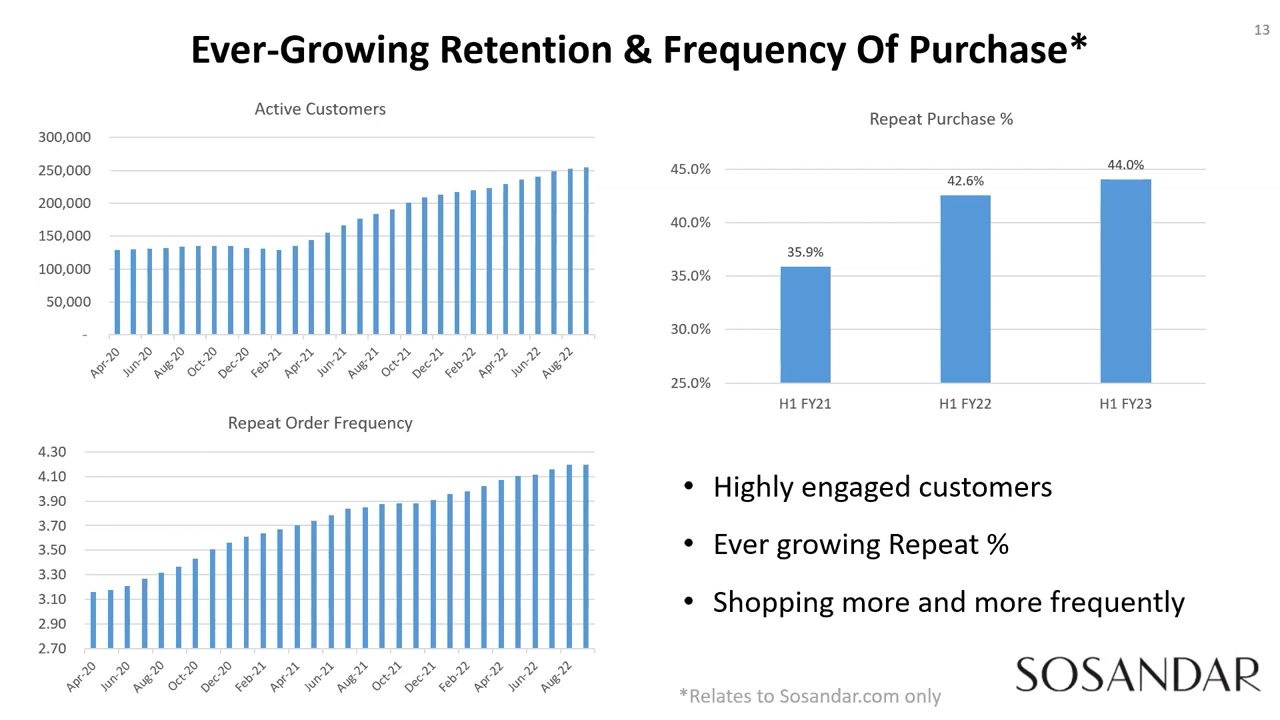 13
Ever-Growing Retention & Frequency Of Purchase*
Active Customers
300,000
250,000
200,000
150,000
100,000
50,000
-
Apr-20 Jun-20 Aug-20 Oct-20 Dec-20 Feb-21 Apr-21 Jun-21 Aug-21 Oct-21 Dec-21 Feb-22 Apr-22 Jun-22 Aug-22
Repeat Order Frequency
4.30
4.10
3.90
3.70
3.50
3.30
3.10
2.90
2.70
Apr-20 Jun-20 Aug-20 Oct-20 Dec-20 Feb-21 Apr-21 Jun-21 Aug-21 Oct-21 Dec-21 Feb-22 Apr-22 Jun-22 Aug-22
Repeat Purchase %
45.0%
40.0%
35.0%
30.0%
25.0%
35.9%
42.6%
44.0%
H1 FY21 H1 FY22 H1 FY23
• Highly engaged customers
• Ever growing Repeat %
• Shopping more and more frequently
SOSANDAR
*Relates to Sosandar.com only